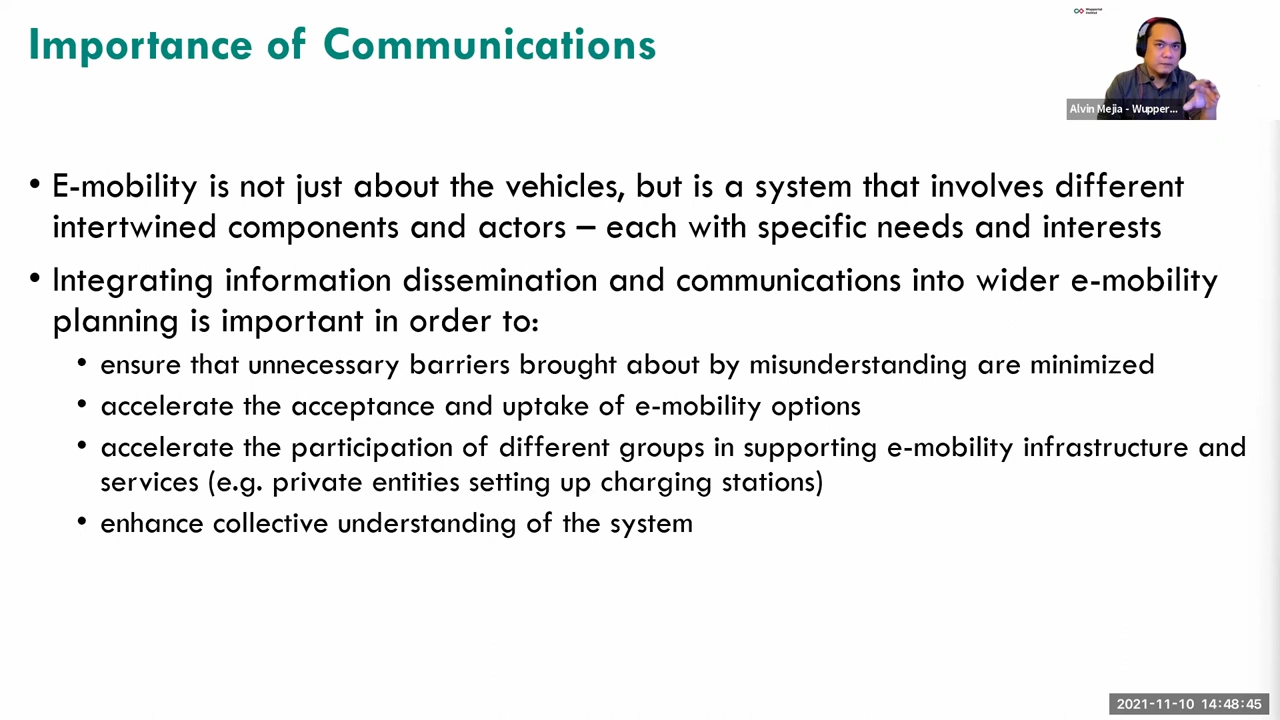 Importance of Communications
Wuppertal
Institut
Alvin Mejia - Wupper...
• E-mobility is not just about the vehicles, but is a system that involves different
intertwined components and actors – each with specific needs and interests
• Integrating information dissemination and communications into wider e-mobility
planning is important in order to:
• ensure that unnecessary barriers brought about by misunderstanding are minimized
• accelerate the acceptance and uptake of e-mobility options
• accelerate the participation of different groups in supporting e-mobility infrastructure and
services (e.g. private entities setting up charging stations)
• enhance collective understanding of the system
2021-11-10 14:48:45